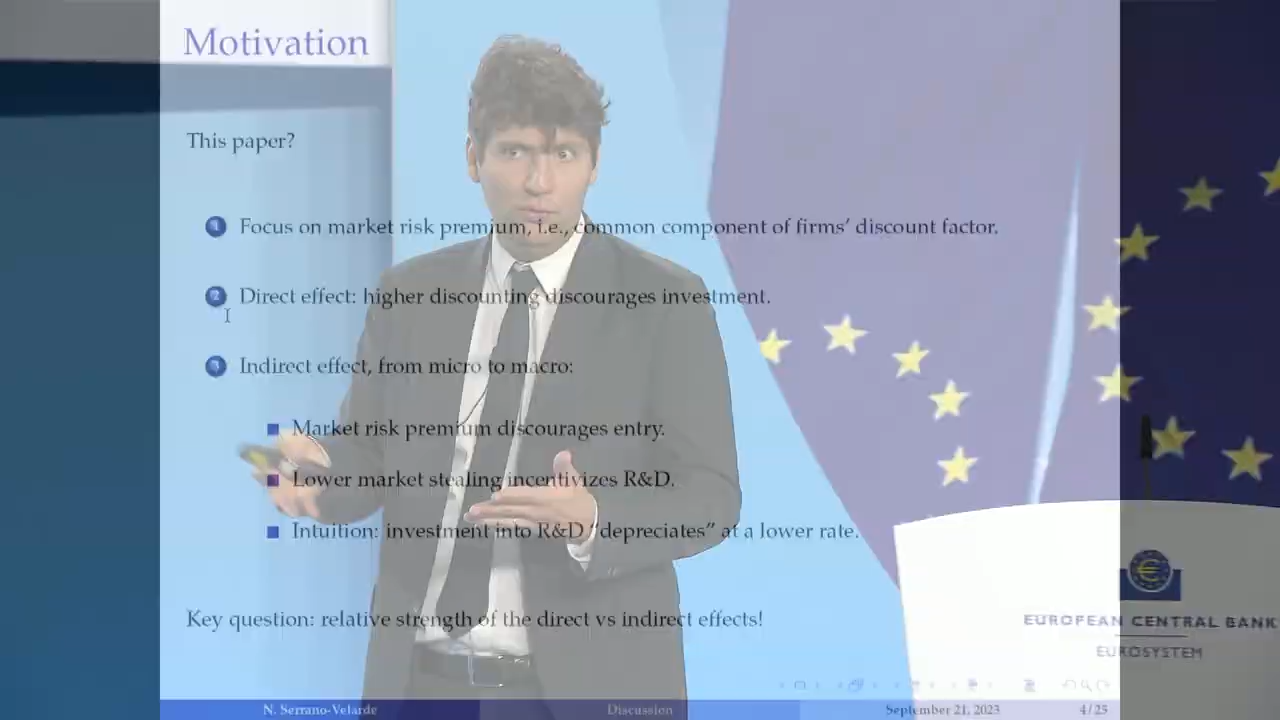 Motivation
This paper?
1 Focus on market risk premium, i.e., common component of firms' discount factor.
2 Direct effect: higher discounting discourages investment.
3 Indirect effect, from micro to macro:
Market risk premium discourages entry.
Lower market stealing incentivizes R&D.
Intuition: investment into R&D “depreciates” at a lower rate.
Key question: relative strength of the direct vs indirect effects!
€
EUROPEAN CENTRAL BANK
EUROSYSTEM
N. Serrano-Velarde Discussion September 21, 2023 4/25